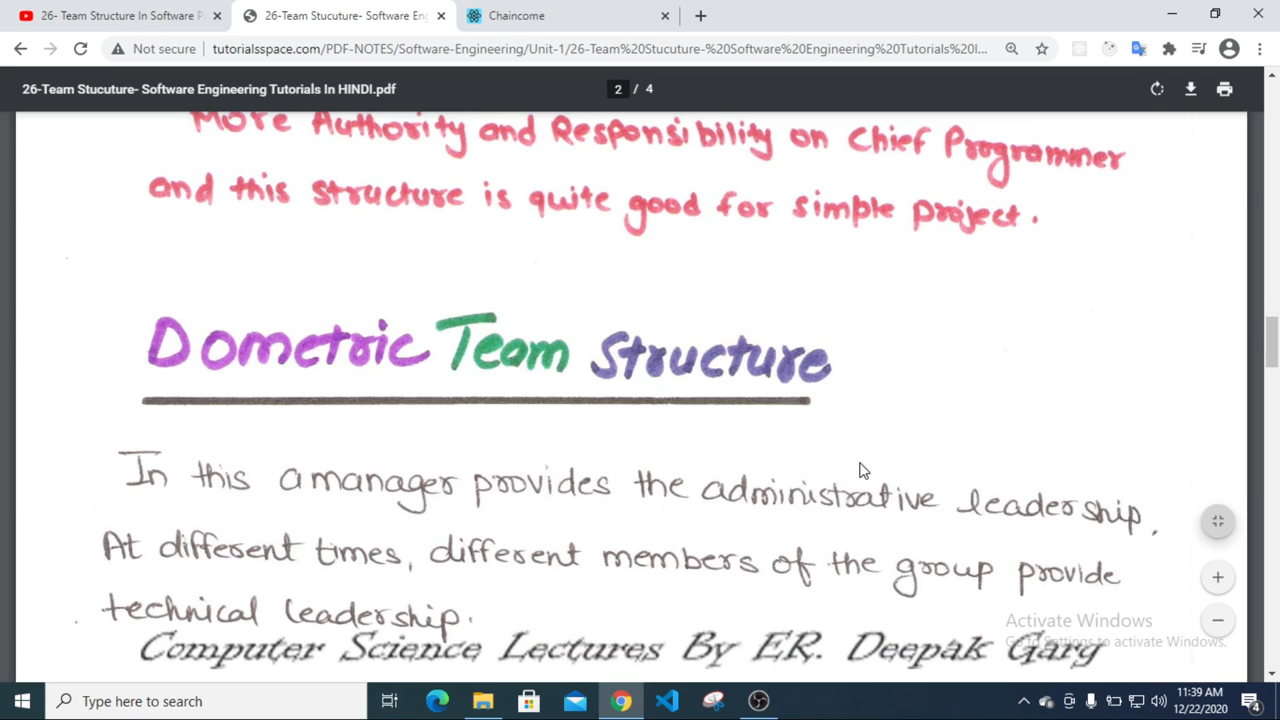 26- Team Structure In Software P
26-Team Stucuture- Software Eng
Chaincome
Not secure
tutorialsspace.com/PDF-NOTES/Software-Engineering/Unit-1/26-Team%20Stucuture-%20Software%20Engineering%20Tutorials%20I...
26-Team Stucuture- Software Engineering Tutorials In HINDI.pdf
2 / 4
More Authority and Responsibility on Chief Programmer
and this structure is quite good for simple project.
Dometric Team Structure
In this a manager provides the administrative leadership.
At different times, different members of the group provide
technical leadership.
Computer Science Lectures By ER. Deepak Garg
Activate Windows
Go to Settings to activate Windows.
Type here to search
11:39 AM
12/22/2020
4